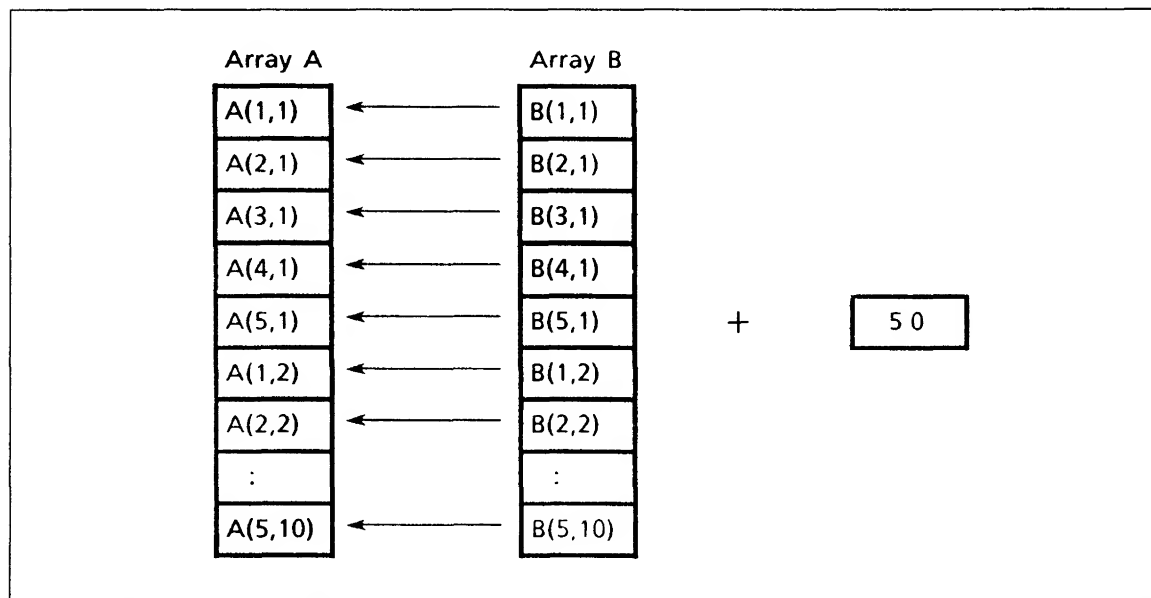 Array A Array B
A(1,1) B(1,1)
A(2,1) B(2,1)
A(3,1) B(3,1)
A(4,1) B(4,1)
A(5,1) B(5,1) + 50
A(1,2) B(1,2)
A(2,2) B(2,2)
: :
A(5,10) B(5,10)